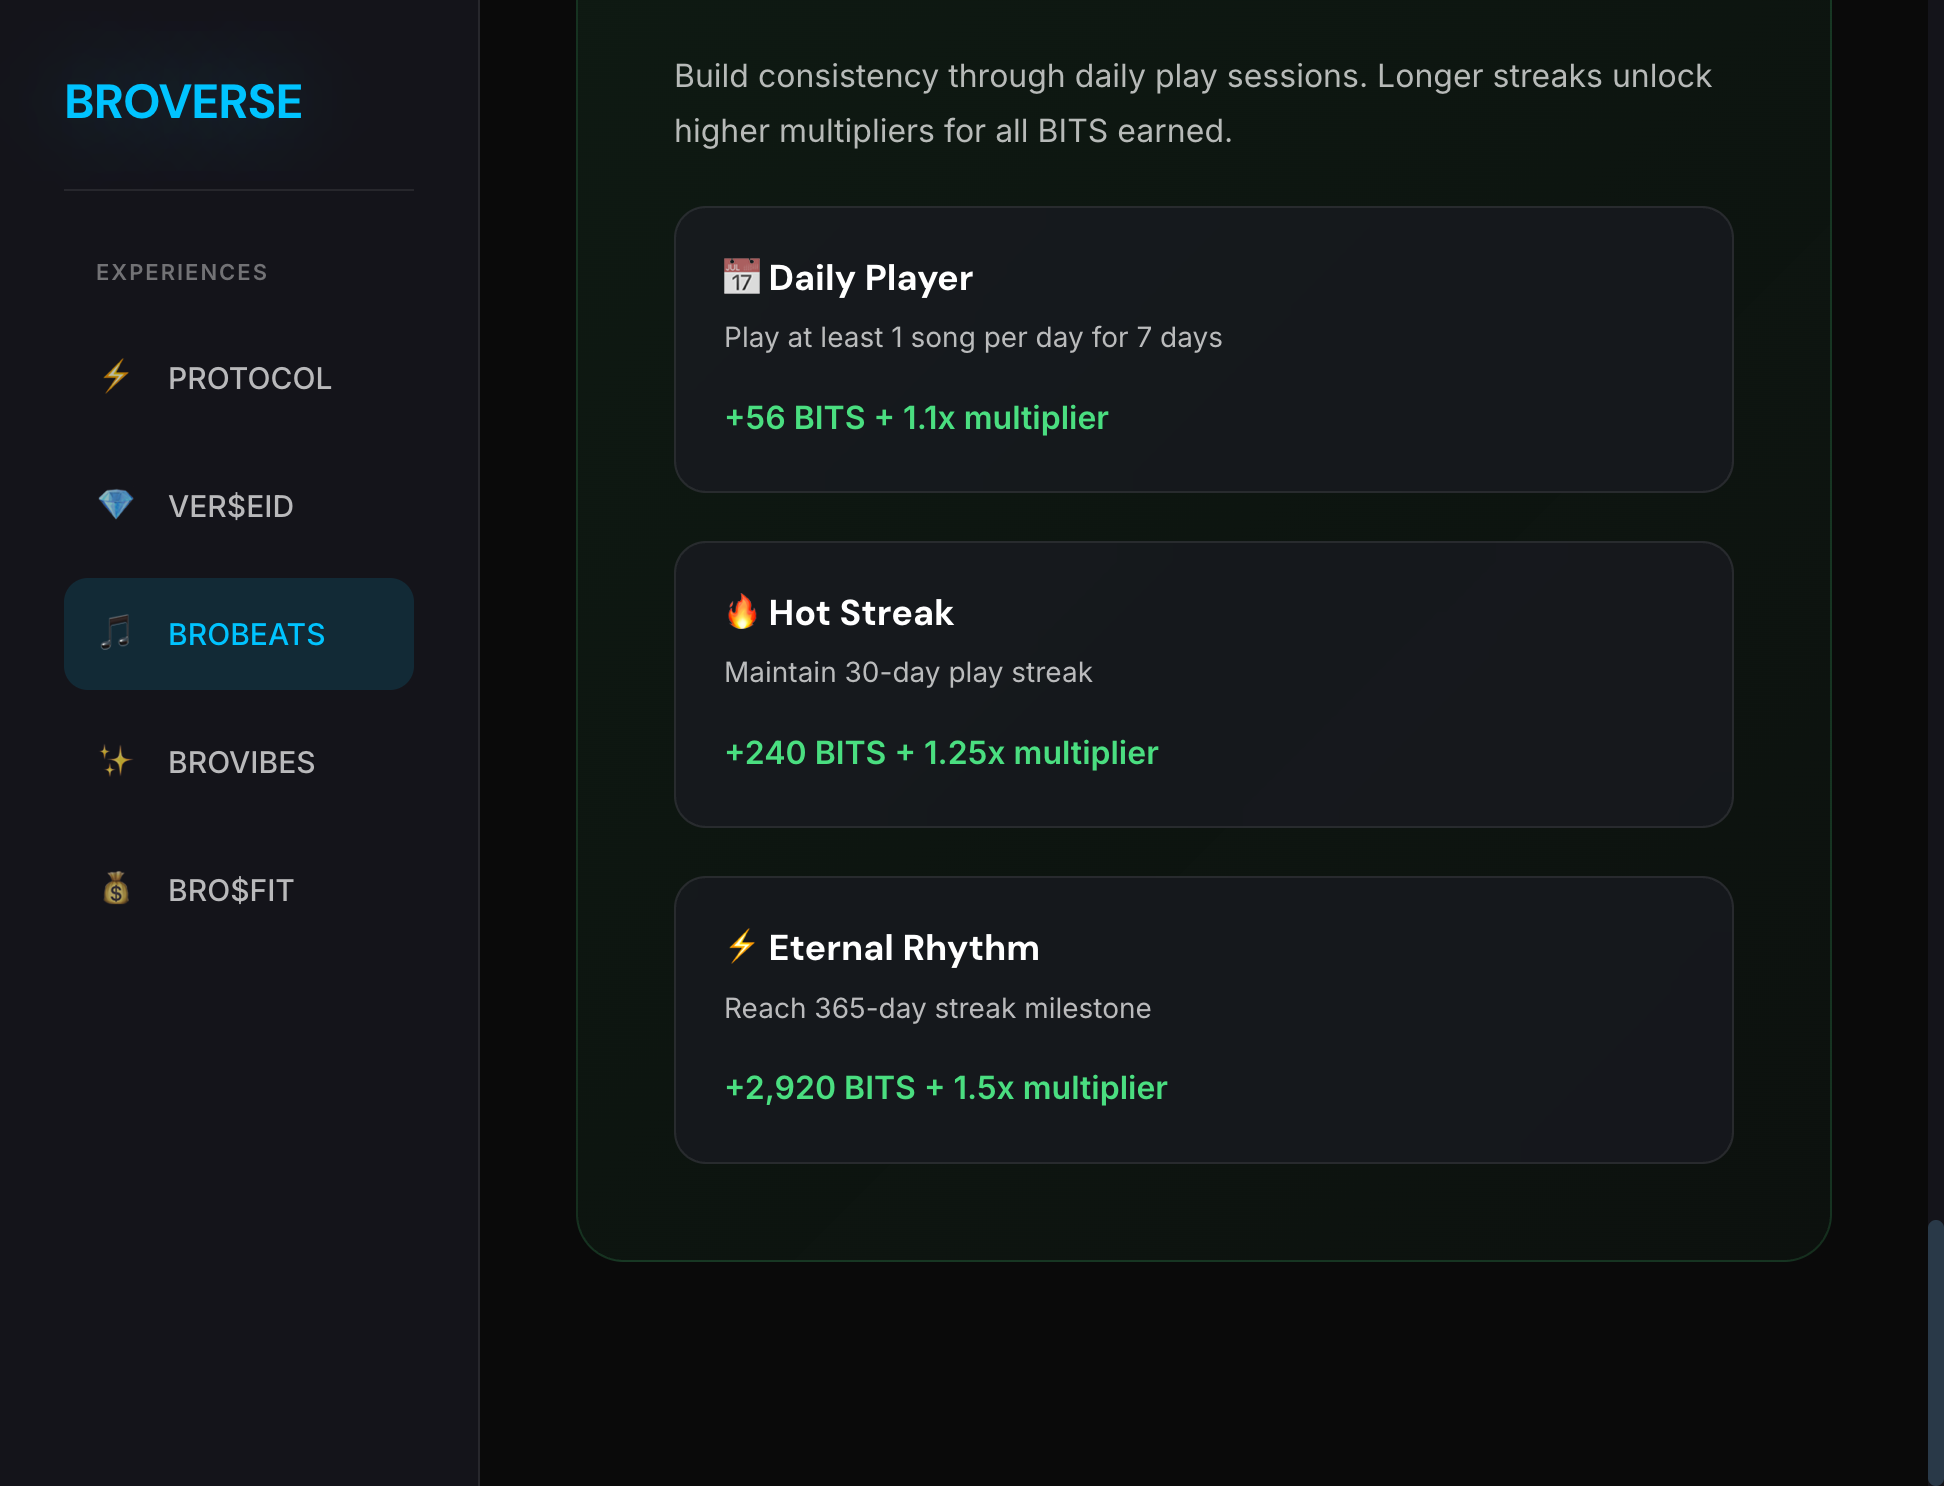 BROVERSE
EXPERIENCES
PROTOCOL
VER$EID
BROBEATS
BROVIBES
BRO$FIT
Build consistency through daily play sessions. Longer streaks unlock
higher multipliers for all BITS earned.
JUL
17
Daily Player
Play at least 1 song per day for 7 days
+56 BITS + 1.1x multiplier
Hot Streak
Maintain 30-day play streak
+240 BITS + 1.25x multiplier
Eternal Rhythm
Reach 365-day streak milestone
+2,920 BITS + 1.5x multiplier